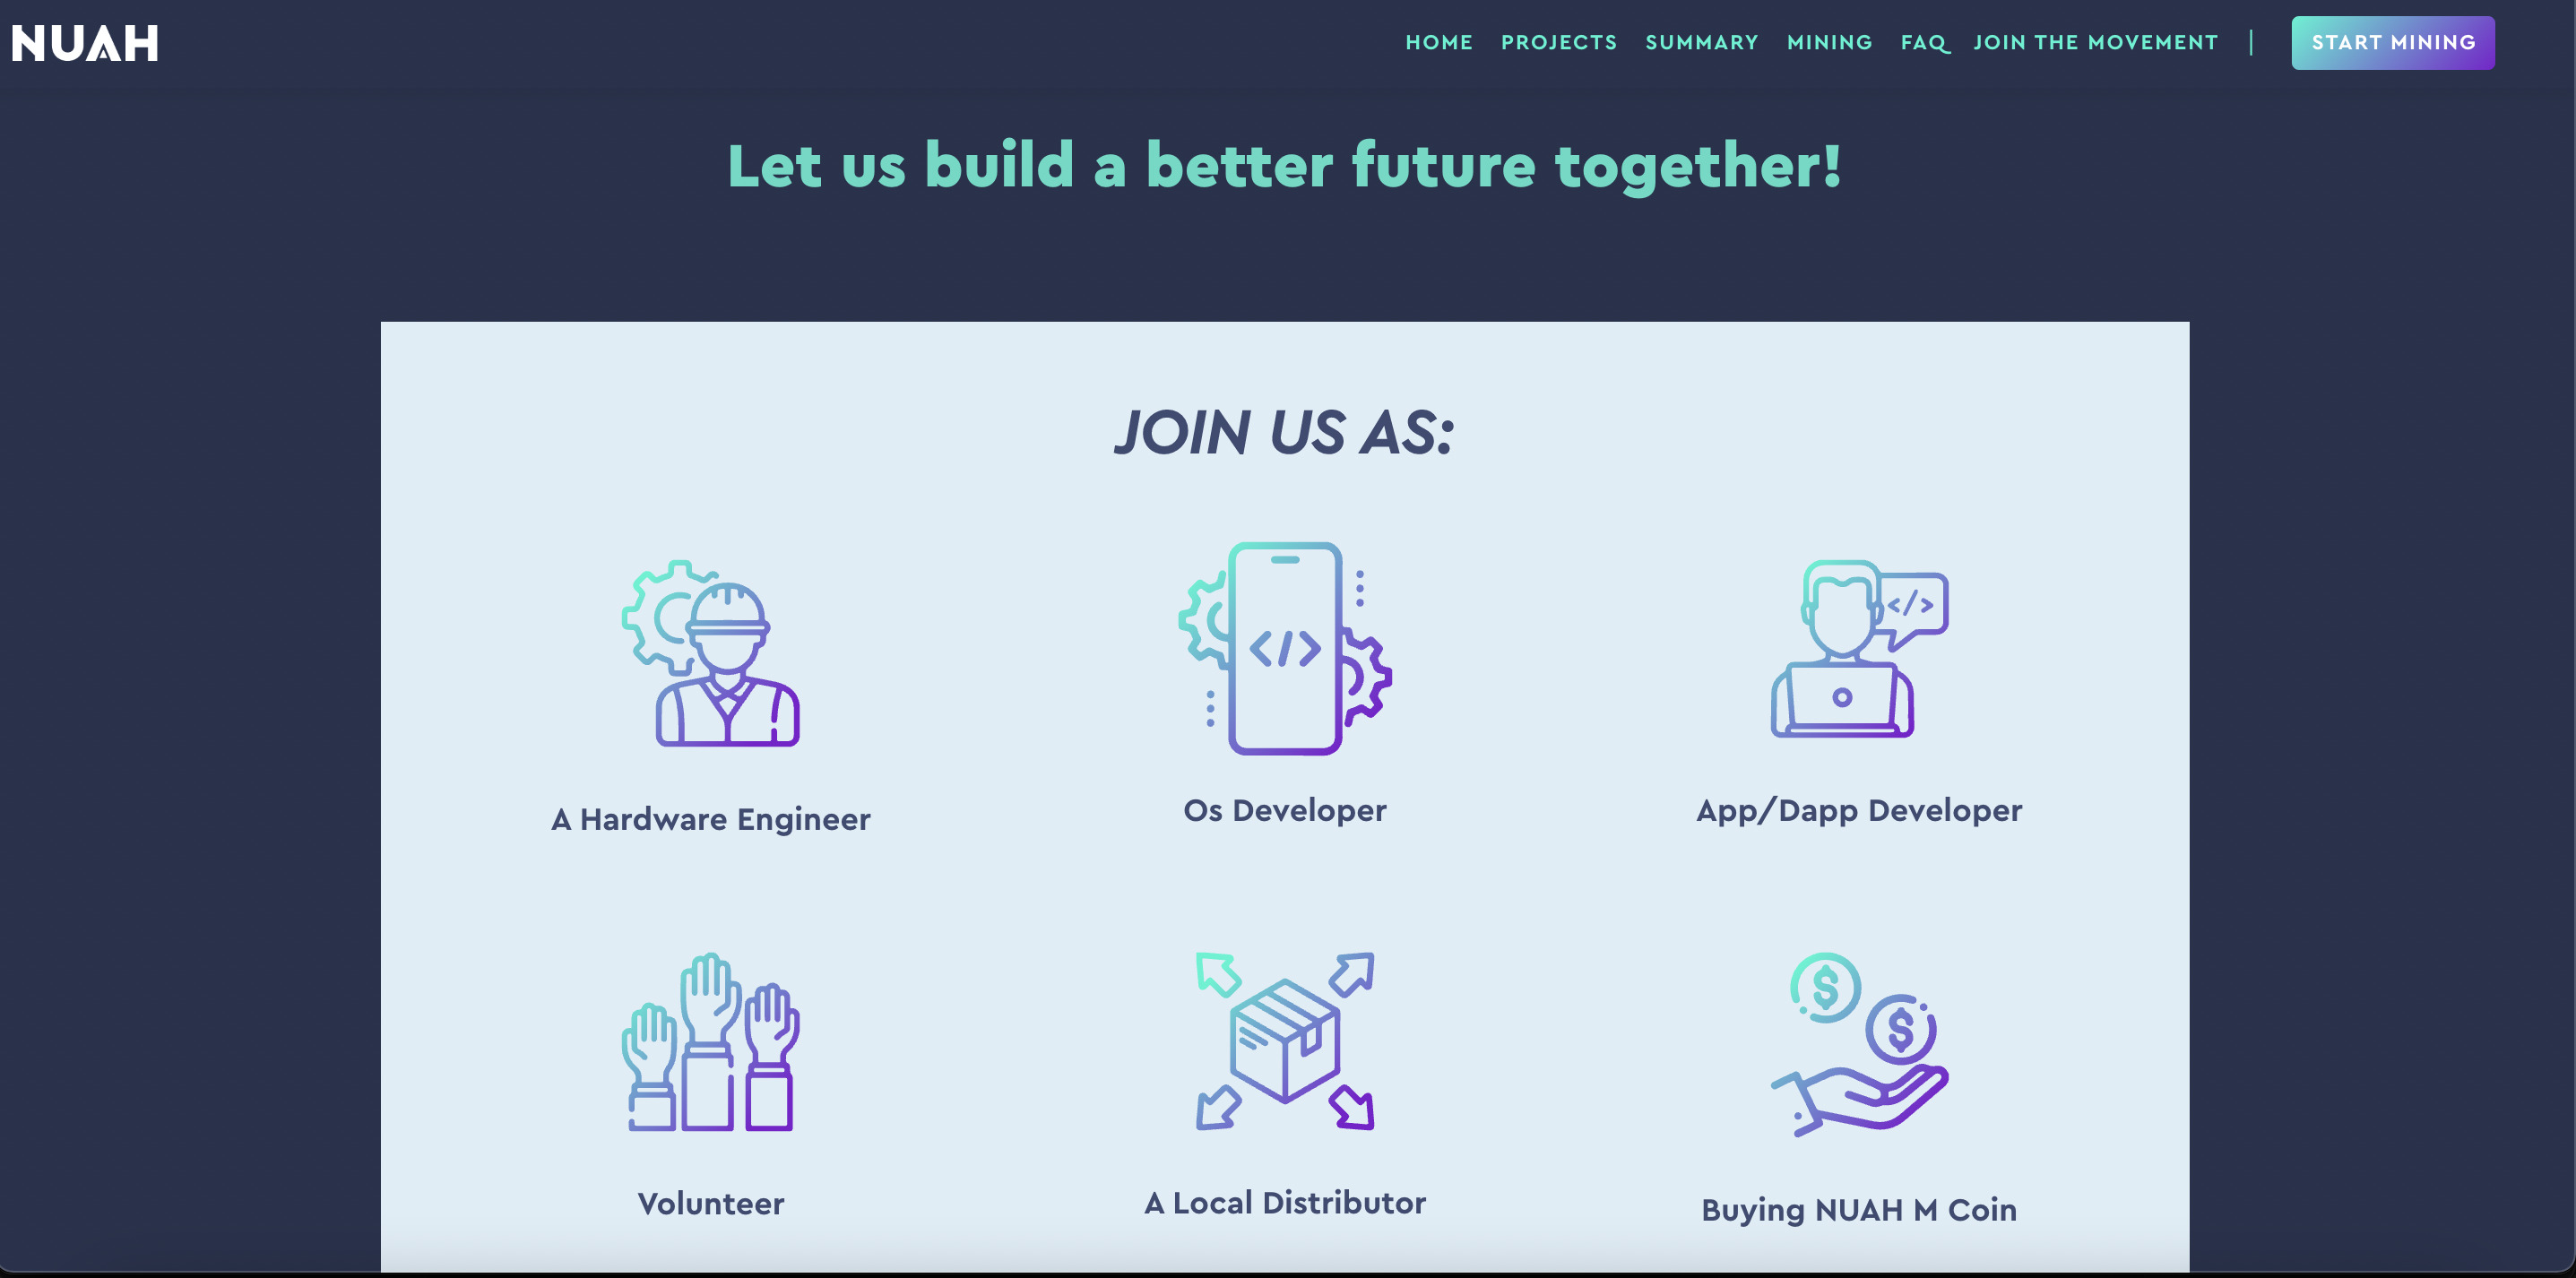 NUAH
HOME PROJECTS SUMMARY MINING FAQ JOIN THE MOVEMENT | START MINING
Let us build a better future together!
JOIN US AS:
</>
</>
A Hardware Engineer
Os Developer
App/Dapp Developer
$
$
Volunteer
A Local Distributor
Buying NUAH M Coin